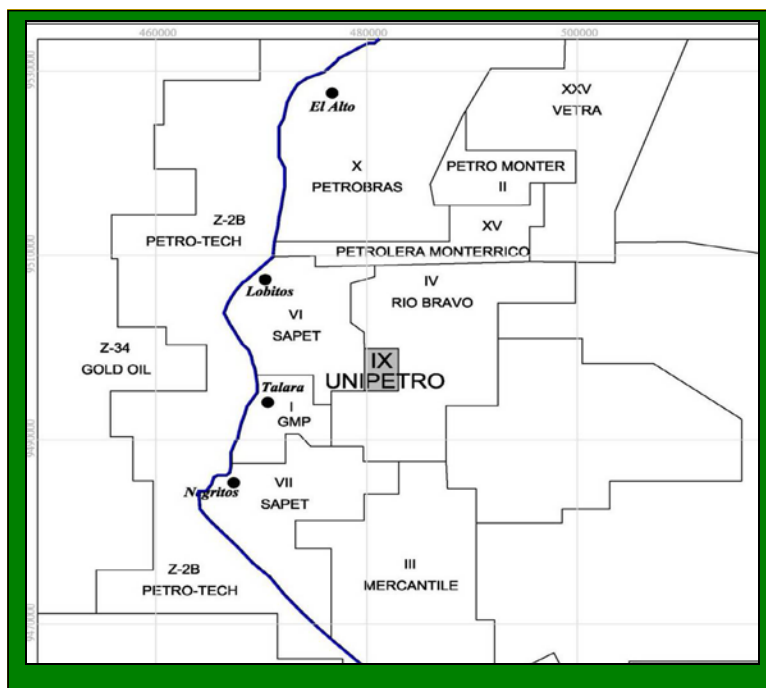 460000
480000
500000
9530000
El Alto
XXV
VETRA
X
PETROBRAS
PETRO MONTER
II
Z-2B
PETRO-TECH
XV
PETROLERA MONTERRICO
9510000
Lobitos
IV
RIO BRAVO
VI
SAPET
Z-34
GOLD OIL
IX
UNIPETRO
Talara
I
GMP
9490000
Negritos
VII
SAPET
III
MERCANTILE
Z-2B
PETRO-TECH
9470000